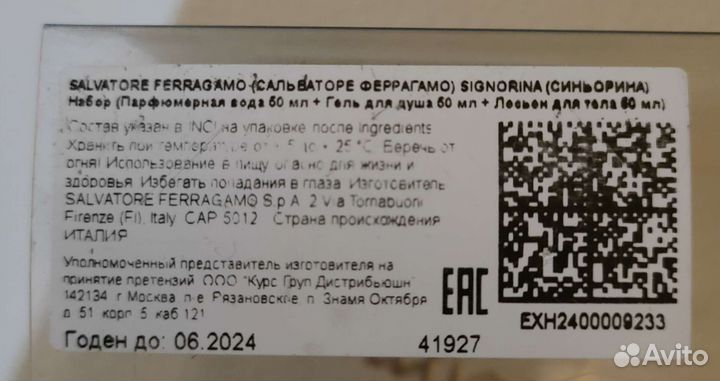 SALVATORE FERRAGAMO (САЛЬВАТОРЕ ФЕРРАГАМО) SIGNORINA (СИНЬОРИНА)
Набор (Парфюмерная вода 50 мл + Гель для душа 50 мл + Лосьон для тела 50 мл)
Состав указан в INCI на упаковке после Ingredients
Хранить при температуре от + 5 до + 25 °C. Беречь от
огня! Использование в пищу опасно для жизни и
здоровья. Избегать попадания в глаза. Изготовитель
SALVATORE FERRAGAMO S.p.A. 2 Via Tornabuoni
Firenze (FI), Italy. CAP 5012. Страна происхождения
ИТАЛИЯ
Уполномоченный представитель изготовителя на
принятие претензий: ООО "Курс Груп Дистрибьюшн"
142134 г Москва п-е Рязановское п Знамя Октября
д 51 корп 5 каб 121
EAC
EXH2400009233
Годен до: 06.2024 41927
Avito